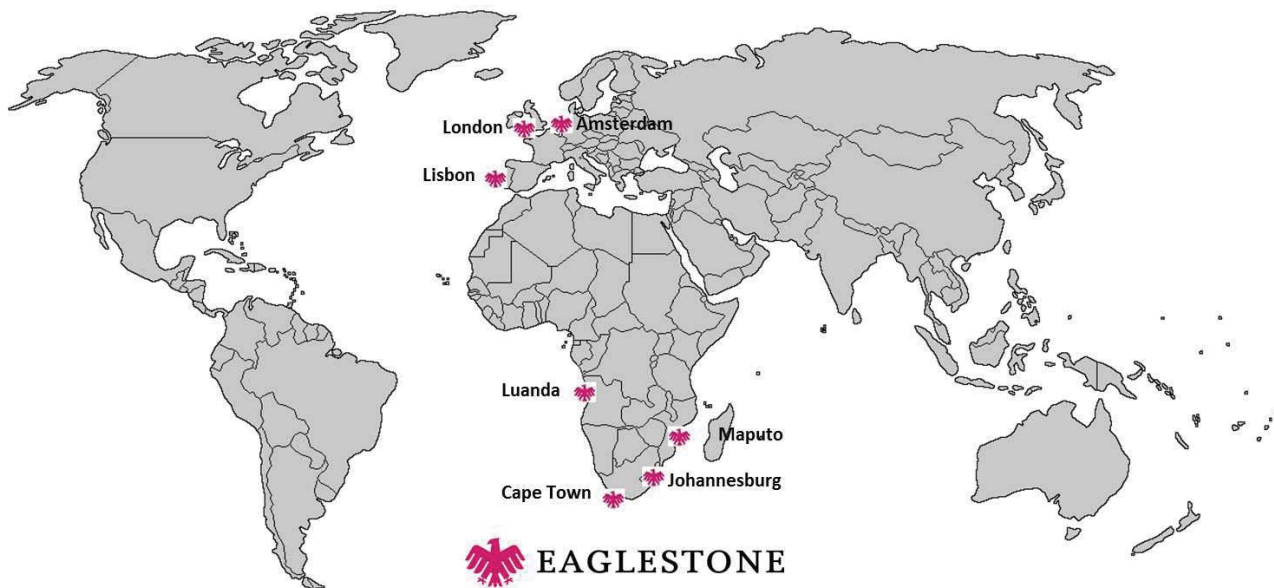 London
Amsterdam
Lisbon
Luanda
Maputo
Johannesburg
Cape Town
EAGLESTONE